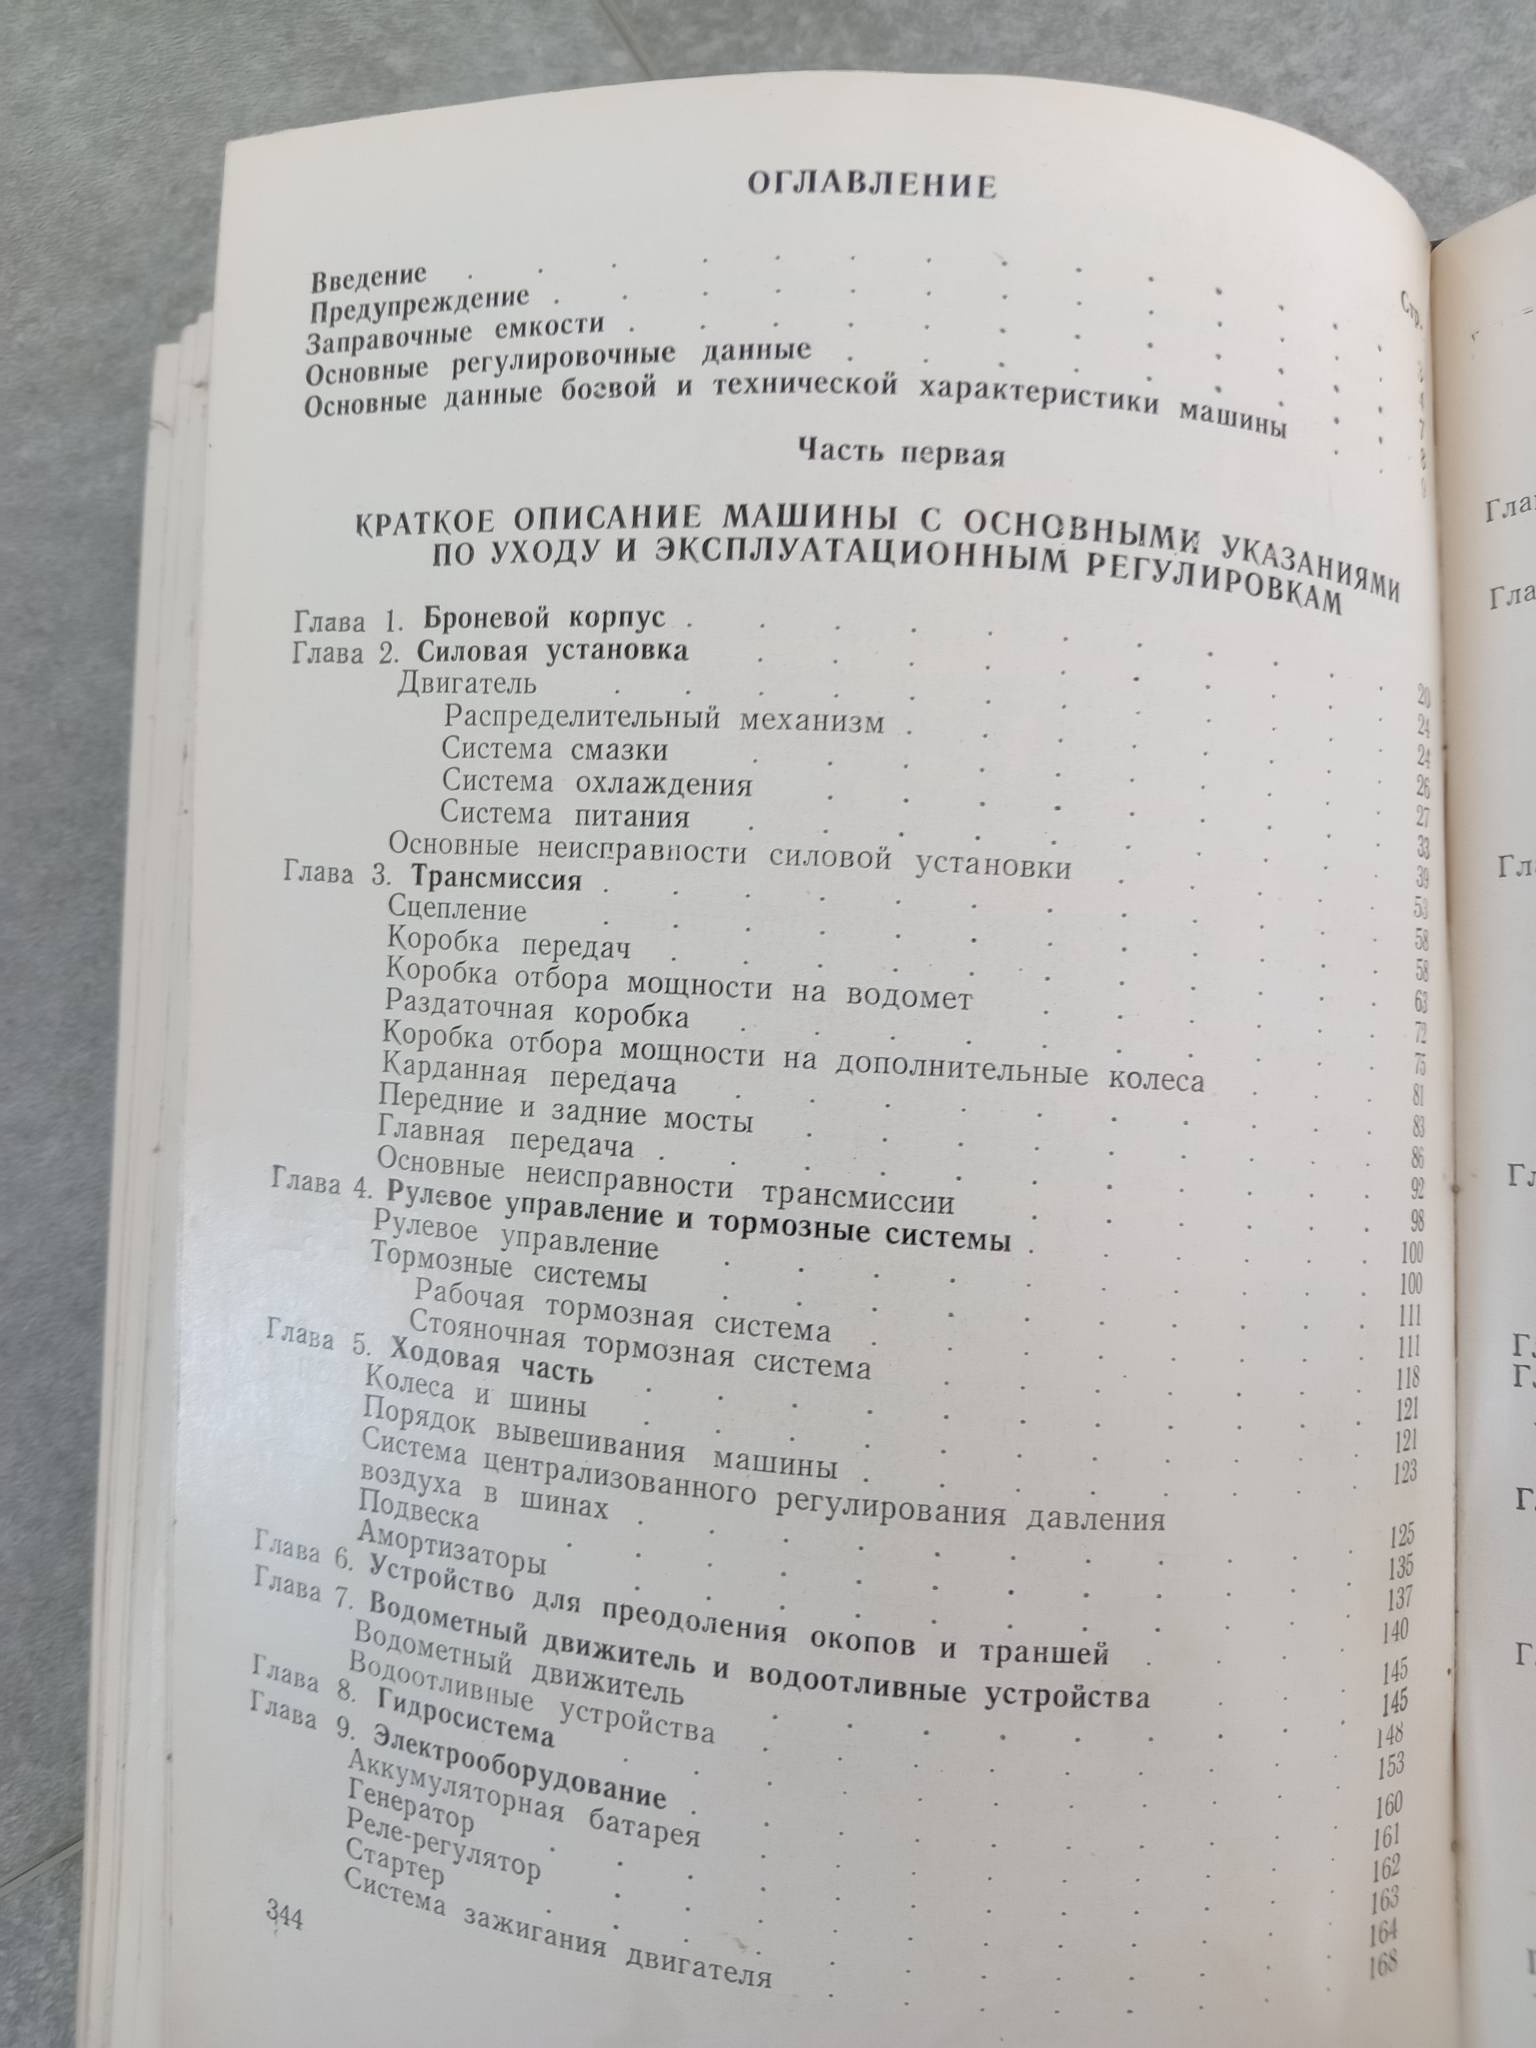 ОГЛАВЛЕНИЕ
Стр.
Введение . . . . . . . . . . . . 3
Предупреждение . . . . . . . . . . . 4
Заправочные емкости . . . . . . . . . . 7
Основные регулировочные данные . . . . . . . . 8
Основные данные боевой и технической характеристики машины . .
Часть первая
КРАТКОЕ ОПИСАНИЕ МАШИНЫ С ОСНОВНЫМИ УКАЗАНИЯМИ
ПО УХОДУ И ЭКСПЛУАТАЦИОННЫМ РЕГУЛИРОВКАМ
Глава 1. Броневой корпус . . . . . . . . . . 20
Глава 2. Силовая установка . . . . . . . . . 24
Двигатель . . . . . . . . . . . 24
Распределительный механизм . . . . . . . 26
Система смазки . . . . . . . . . 27
Система охлаждения . . . . . . . . 33
Система питания . . . . . . . . . 39
Основные неисправности силовой установки . . . . 53
Глава 3. Трансмиссия . . . . . . . . . . . 58
Сцепление . . . . . . . . . . . 58
Коробка передач . . . . . . . . . . 63
Коробка отбора мощности на водомет . . . . . 72
Раздаточная коробка . . . . . . . . . 75
Коробка отбора мощности на дополнительные колеса . . 81
Карданная передача . . . . . . . . . 83
Передние и задние мосты . . . . . . . . 86
Главная передача . . . . . . . . . . 92
Основные неисправности трансмиссии . . . . . 98
Глава 4. Рулевое управление и тормозные системы . . . . . 100
Рулевое управление . . . . . . . . . 100
Тормозные системы . . . . . . . . . 111
Рабочая тормозная система . . . . . . . 111
Стояночная тормозная система . . . . . . 118
Глава 5. Ходовая часть . . . . . . . . . . 121
Колеса и шины . . . . . . . . . . 121
Порядок вывешивания машины . . . . . . . 123
Система централизованного регулирования давления
воздуха в шинах . . . . . . . . . . 125
Подвеска . . . . . . . . . . . 135
Амортизаторы . . . . . . . . . . 137
Глава 6. Устройство для преодоления окопов и траншей . . . 140
Глава 7. Водометный движитель и водоотливные устройства . . 145
Водометный движитель . . . . . . . . 145
Водоотливные устройства . . . . . . . . 148
Глава 8. Гидросистема . . . . . . . . . . 153
Глава 9. Электрооборудование . . . . . . . . . 160
Аккумуляторная батарея . . . . . . . . 161
Генератор . . . . . . . . . . . 162
Реле-регулятор . . . . . . . . . . 163
Стартер . . . . . . . . . . . 164
Система зажигания двигателя . . . . . . . 168
344